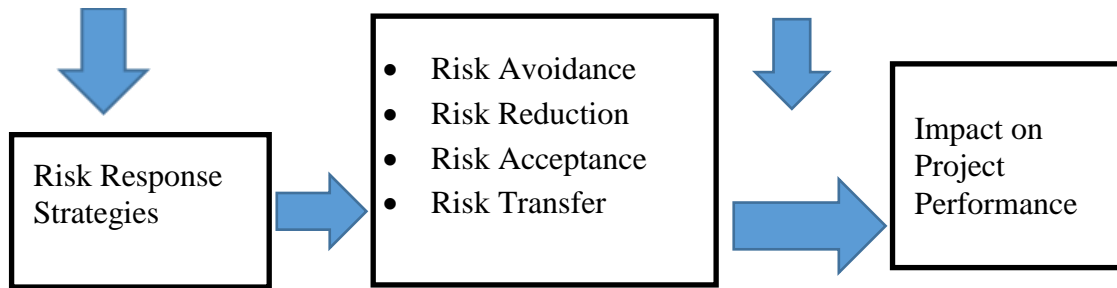 Risk Response
Strategies
• Risk Avoidance
• Risk Reduction
• Risk Acceptance
• Risk Transfer
Impact on
Project
Performance